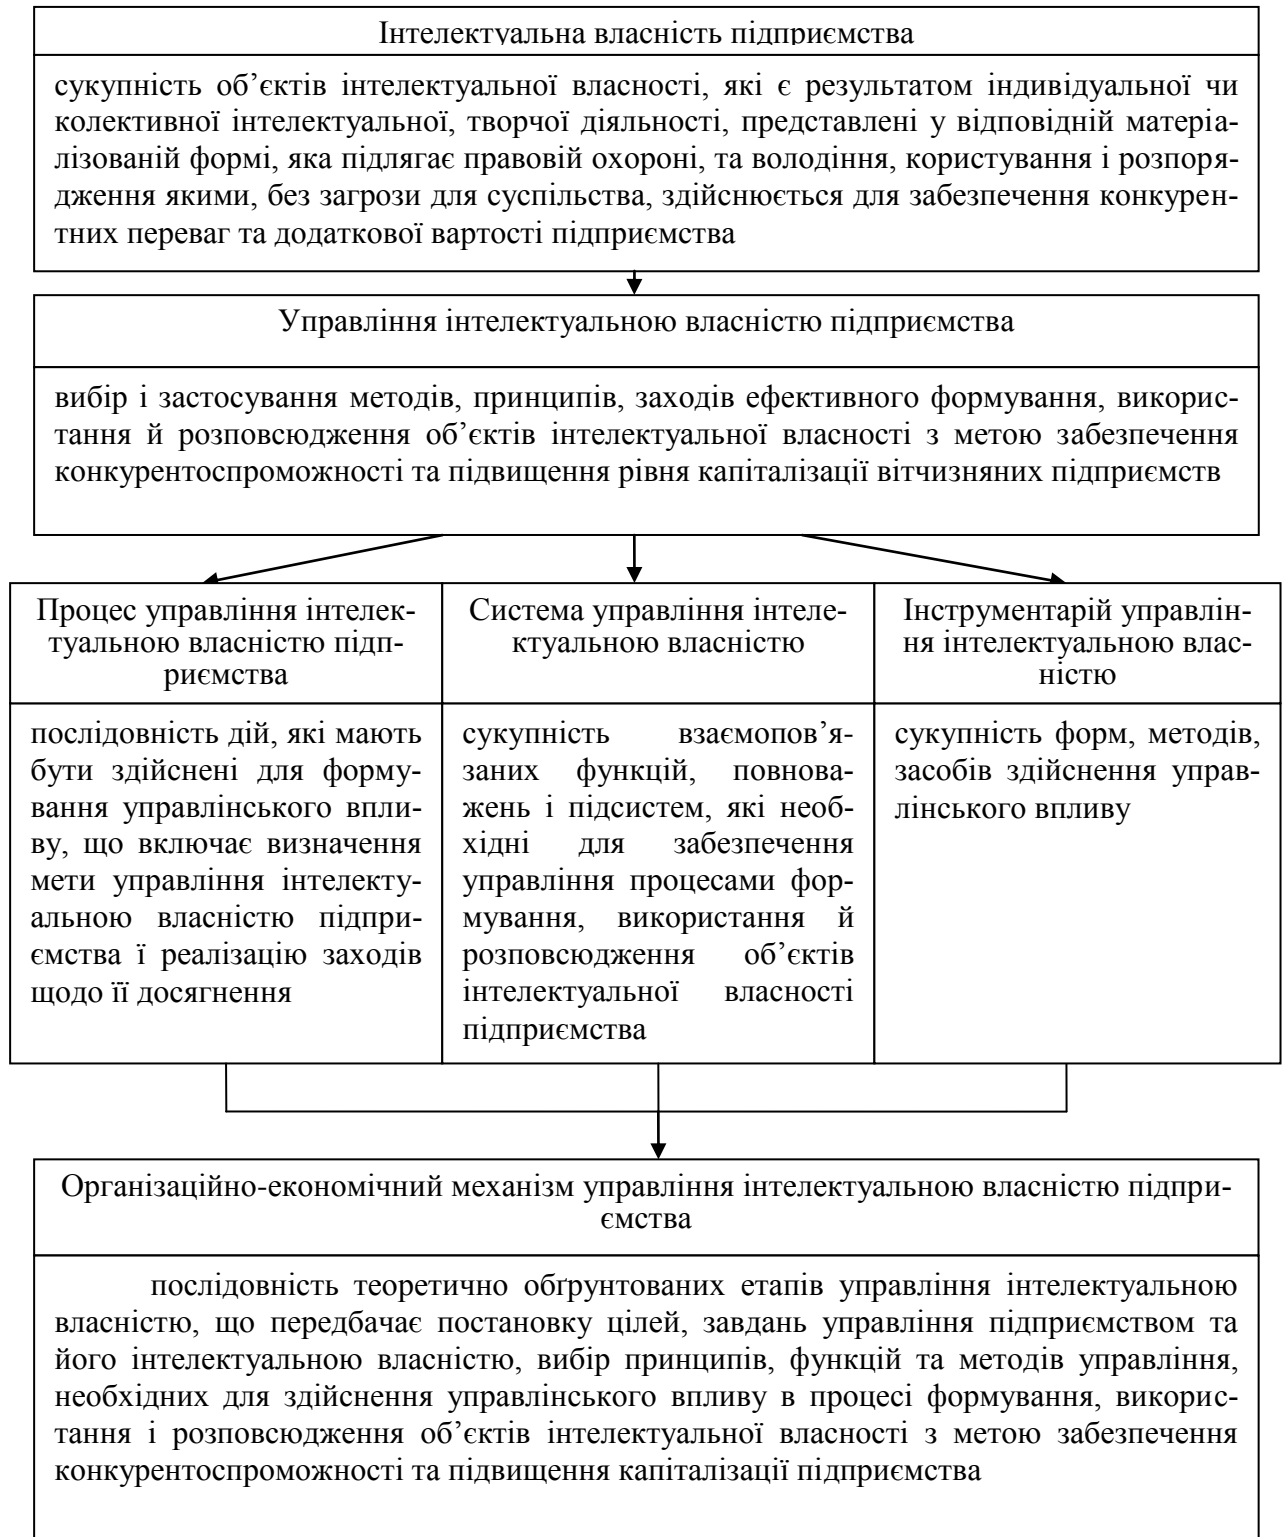 Інтелектуальна власність підприємства
сукупність об’єктів інтелектуальної власності, які є результатом індивідуальної чи
колективної інтелектуальної, творчої діяльності, представлені у відповідній матеріа-
лізованій формі, яка підлягає правовій охороні, та володіння, користування і розпоря-
дження якими, без загрози для суспільства, здійснюється для забезпечення конкурен-
тних переваг та додаткової вартості підприємства
Управління інтелектуальною власністю підприємства
вибір і застосування методів, принципів, заходів ефективного формування, викорис-
тання й розповсюдження об’єктів інтелектуальної власності з метою забезпечення
конкурентоспроможності та підвищення рівня капіталізації вітчизняних підприємств
Процес управління інтелек-
туальною власністю підп-
риємства
послідовність дій, які мають
бути здійснені для форму-
вання управлінського впли-
ву, що включає визначення
мети управління інтелекту-
альною власністю підпри-
ємства ї реалізацію заходів
щодо її досягнення
Система управління інтеле-
ктуальною власністю
сукупність взаємопов’я-
заних функцій, повнова-
жень і підсистем, які необ-
хідні для забезпечення
управління процесами фор-
мування, використання й
розповсюдження об’єктів
інтелектуальної власності
підприємства
Інструментарій управлін-
ня інтелектуальною влас-
ністю
сукупність форм, методів,
засобів здійснення управ-
лінського впливу
Організаційно-економічний механізм управління інтелектуальною власністю підпри-
ємства
послідовність теоретично обґрунтованих етапів управління інтелектуальною
власністю, що передбачає постановку цілей, завдань управління підприємством та
його інтелектуальною власністю, вибір принципів, функцій та методів управління,
необхідних для здійснення управлінського впливу в процесі формування, викорис-
тання і розповсюдження об’єктів інтелектуальної власності з метою забезпечення
конкурентоспроможності та підвищення капіталізації підприємства